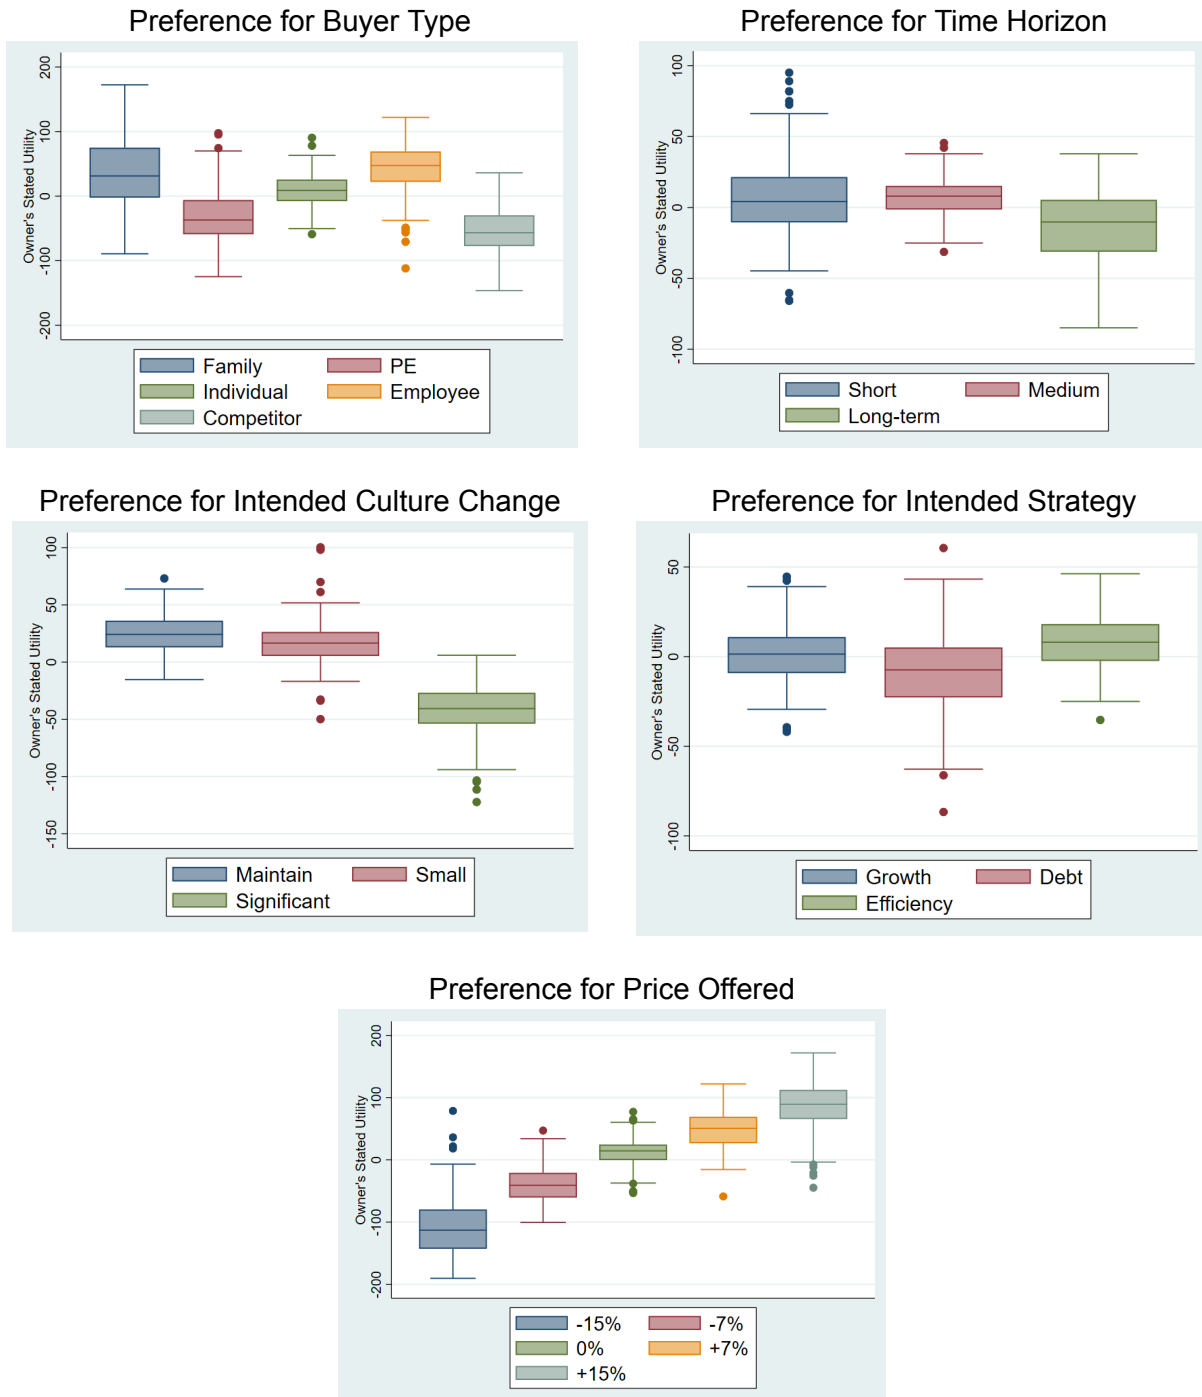 Preference for Buyer Type
Owner's Stated Utility
200
100
0
-100
-200
Family
PE
Individual
Employee
Competitor
Preference for Time Horizon
Owner's Stated Utility
100
50
0
-50
-100
Short
Medium
Long-term
Preference for Intended Culture Change
Owner's Stated Utility
100
50
0
-50
-100
-150
Maintain
Small
Significant
Preference for Intended Strategy
Owner's Stated Utility
50
0
-50
-100
Growth
Debt
Efficiency
Preference for Price Offered
Owner's Stated Utility
200
100
0
-100
-200
-15%
-7%
0%
+7%
+15%